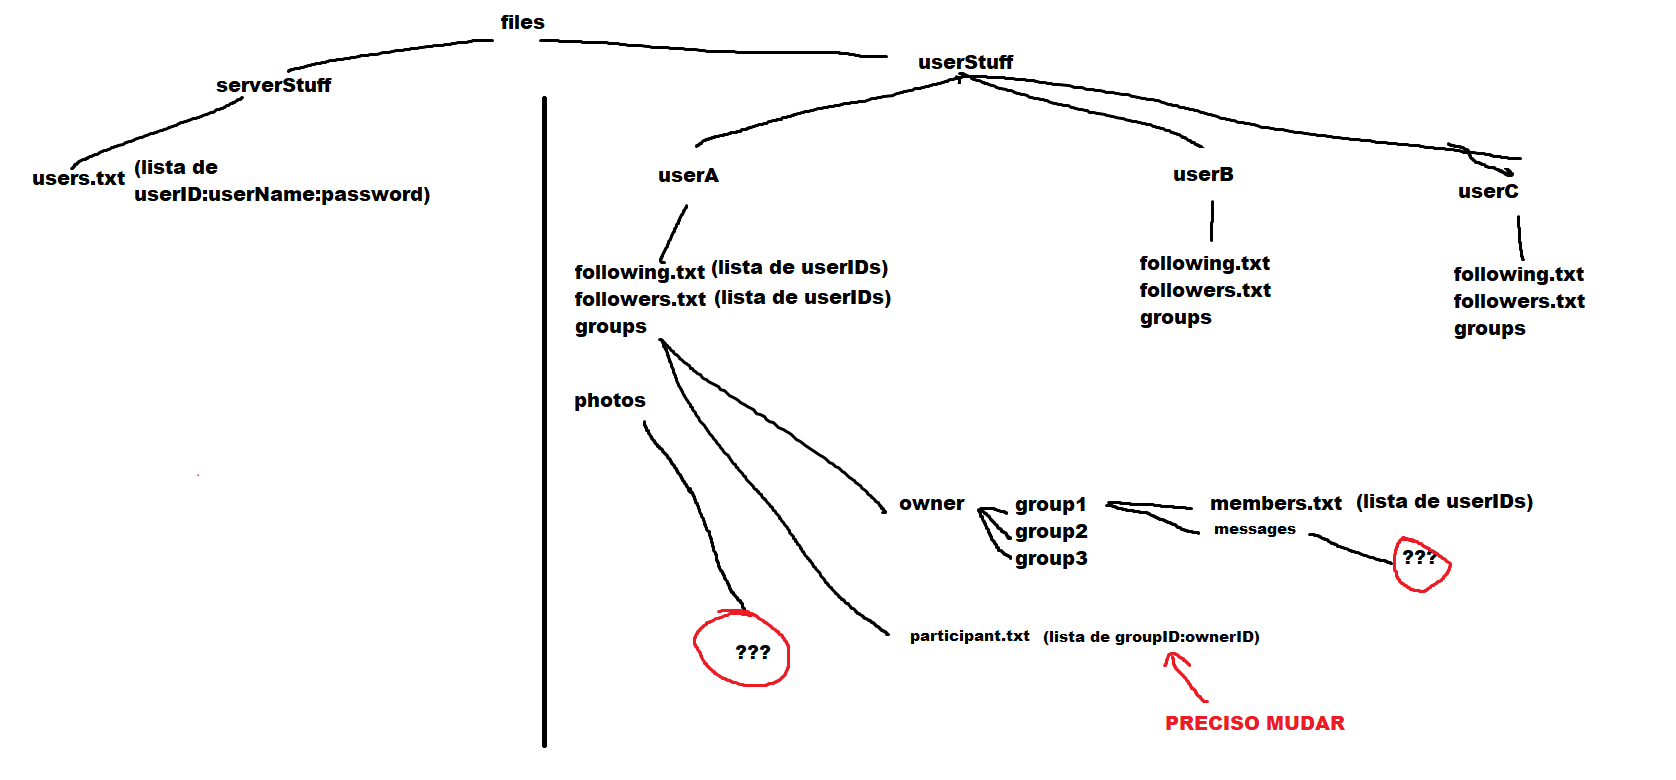 files
serverStuff
userStuff
users.txt (lista de
userID:userName:password)
userA
userB
userC
following.txt (lista de userIDs)
followers.txt (lista de userIDs)
groups
photos
following.txt
followers.txt
groups
following.txt
followers.txt
groups
owner
group1
group2
group3
members.txt (lista de userIDs)
messages
???
participant.txt (lista de groupID:ownerID)
???
PRECISO MUDAR